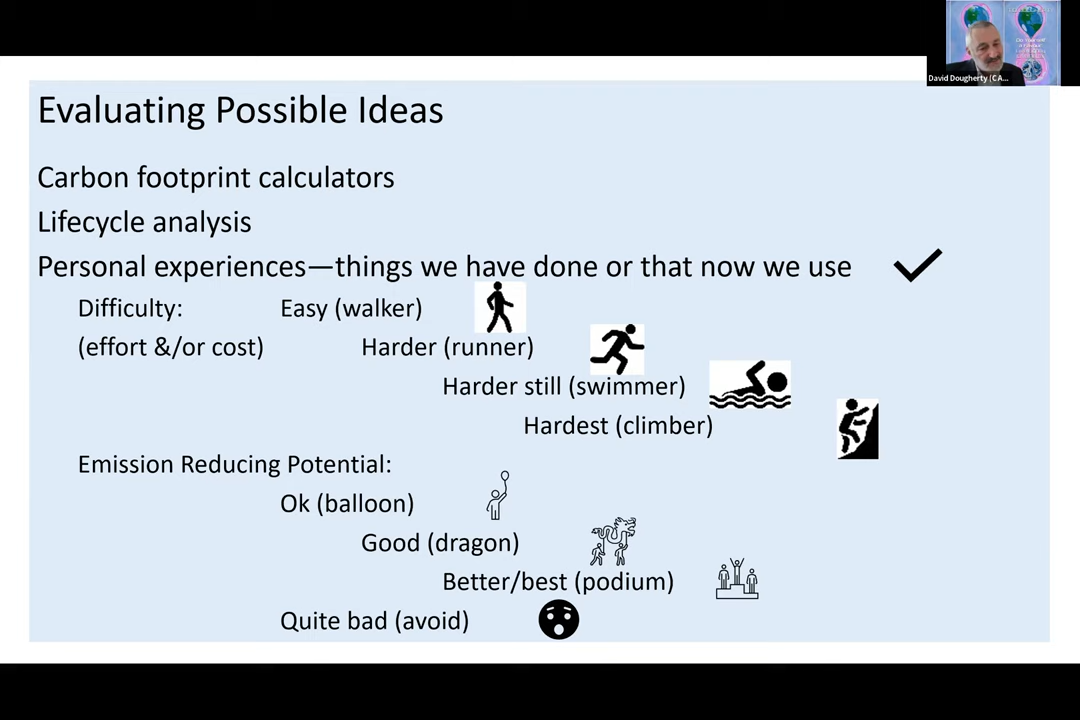 Evaluating Possible Ideas
Carbon footprint calculators
Lifecycle analysis
Personal experiences—things we have done or that now we use
Difficulty: Easy (walker)
(effort &/or cost) Harder (runner)
Harder still (swimmer)
Hardest (climber)
Emission Reducing Potential:
Ok (balloon)
Good (dragon)
Better/best (podium)
Quite bad (avoid)
David Dougherty (CA...